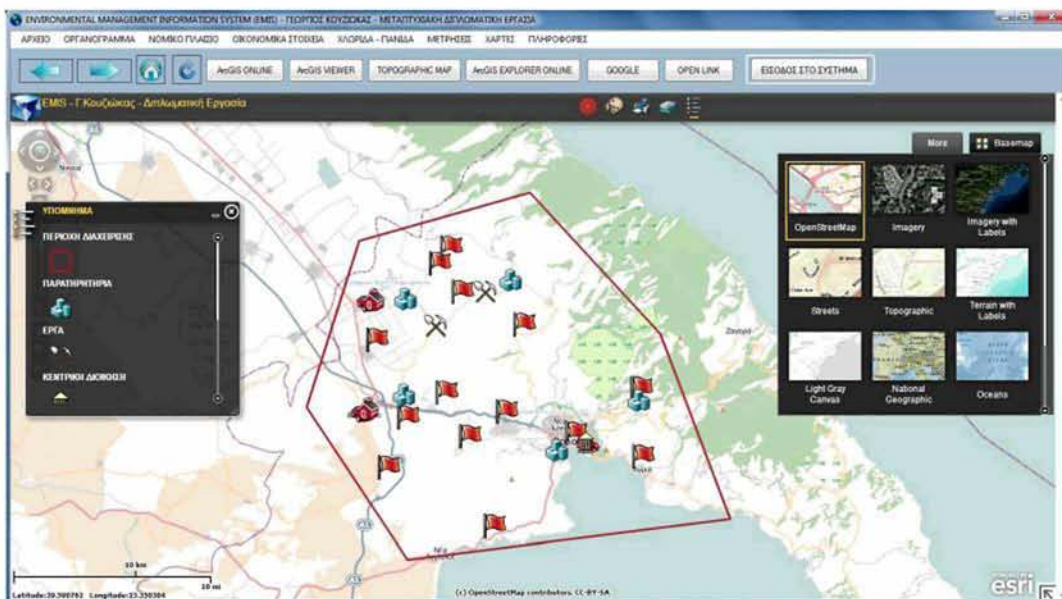 ENVIRONMENTAL MANAGEMENT INFORMATION SYSTEM (EMIS) - ΓΕΩΡΓΙΟΣ ΚΟΥΖΙΩΚΑΣ - ΜΕΤΑΠΤΥΧΙΑΚΗ ΔΙΠΛΩΜΑΤΙΚΗ ΕΡΓΑΣΙΑ
ΑΡΧΕΙΟ ΟΡΓΑΝΟΓΡΑΜΜΑ ΝΟΜΙΚΟ ΠΛΑΙΣΙΟ ΟΙΚΟΝΟΜΙΚΑ ΣΤΟΙΧΕΙΑ ΧΛΩΡΙΔΑ - ΠΑΝΙΔΑ ΜΕΤΡΗΣΕΙΣ ΧΑΡΤΕΣ ΠΛΗΡΟΦΟΡΙΕΣ
ArcGIS ONLINE ArcGIS VIEWER TOPOGRAPHIC MAP ArcGIS EXPLORER ONLINE GOOGLE OPEN LINK ΕΙΣΟΔΟΣ ΣΤΟ ΣΥΣΤΗΜΑ
EMIS - Γ.Κουζιώκας - Διπλωματική Εργασία
More Basemap
ΥΠΟΜΝΗΜΑ
ΠΕΡΙΟΧΗ ΔΙΑΧΕΙΡΙΣΗΣ
ΠΑΡΑΤΗΡΗΤΗΡΙΑ
ΕΡΓΑ
ΚΕΝΤΡΙΚΗ ΔΙΟΙΚΗΣΗ
OpenStreetMap Imagery Imagery with Labels
Streets Topographic Terrain with Labels
Light Gray Canvas National Geographic Oceans
Ζαγορά
Νέα
10 km
10 mi
(c) OpenStreetMap contributors, CC-BY-SA
esri